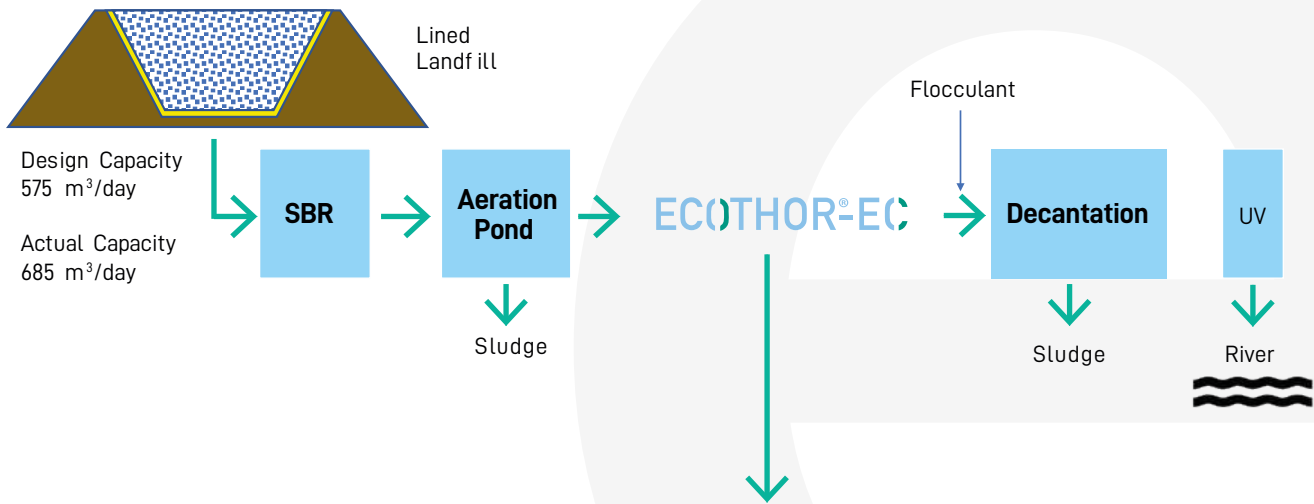 Lined
Landf ill
Flocculant
Design Capacity
575 m³/day
Actual Capacity
685 m³/day
SBR
Aeration
Pond
ECOTHOR®-EC
Decantation
UV
Sludge
Sludge
River